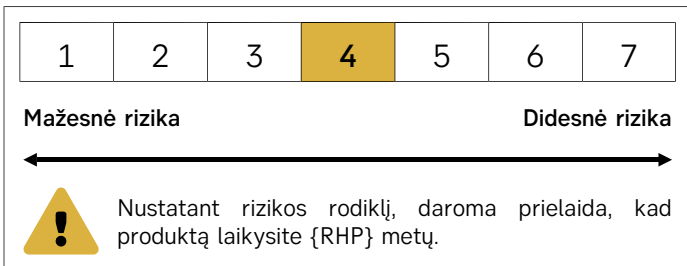 1 2 3 4 5 6 7
Mažesnė rizika Didesnė rizika
Nustatant rizikos rodiklį, daroma prielaida, kad
produktą laikysite {RHP} metų.